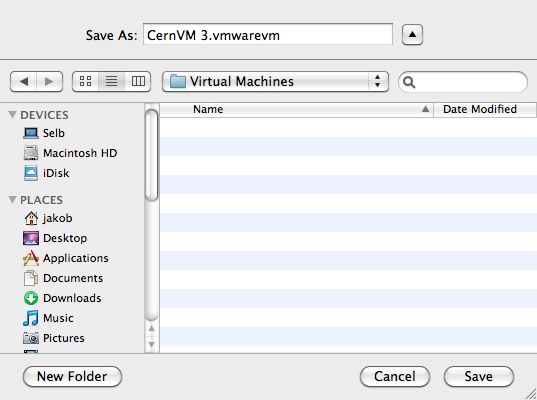 Save As: CernVM 3.vmwarevm
Virtual Machines
Name Date Modified
DEVICES
Selb
Macintosh HD
iDisk
PLACES
jakob
Desktop
Applications
Documents
Downloads
Music
Pictures
New Folder Cancel Save